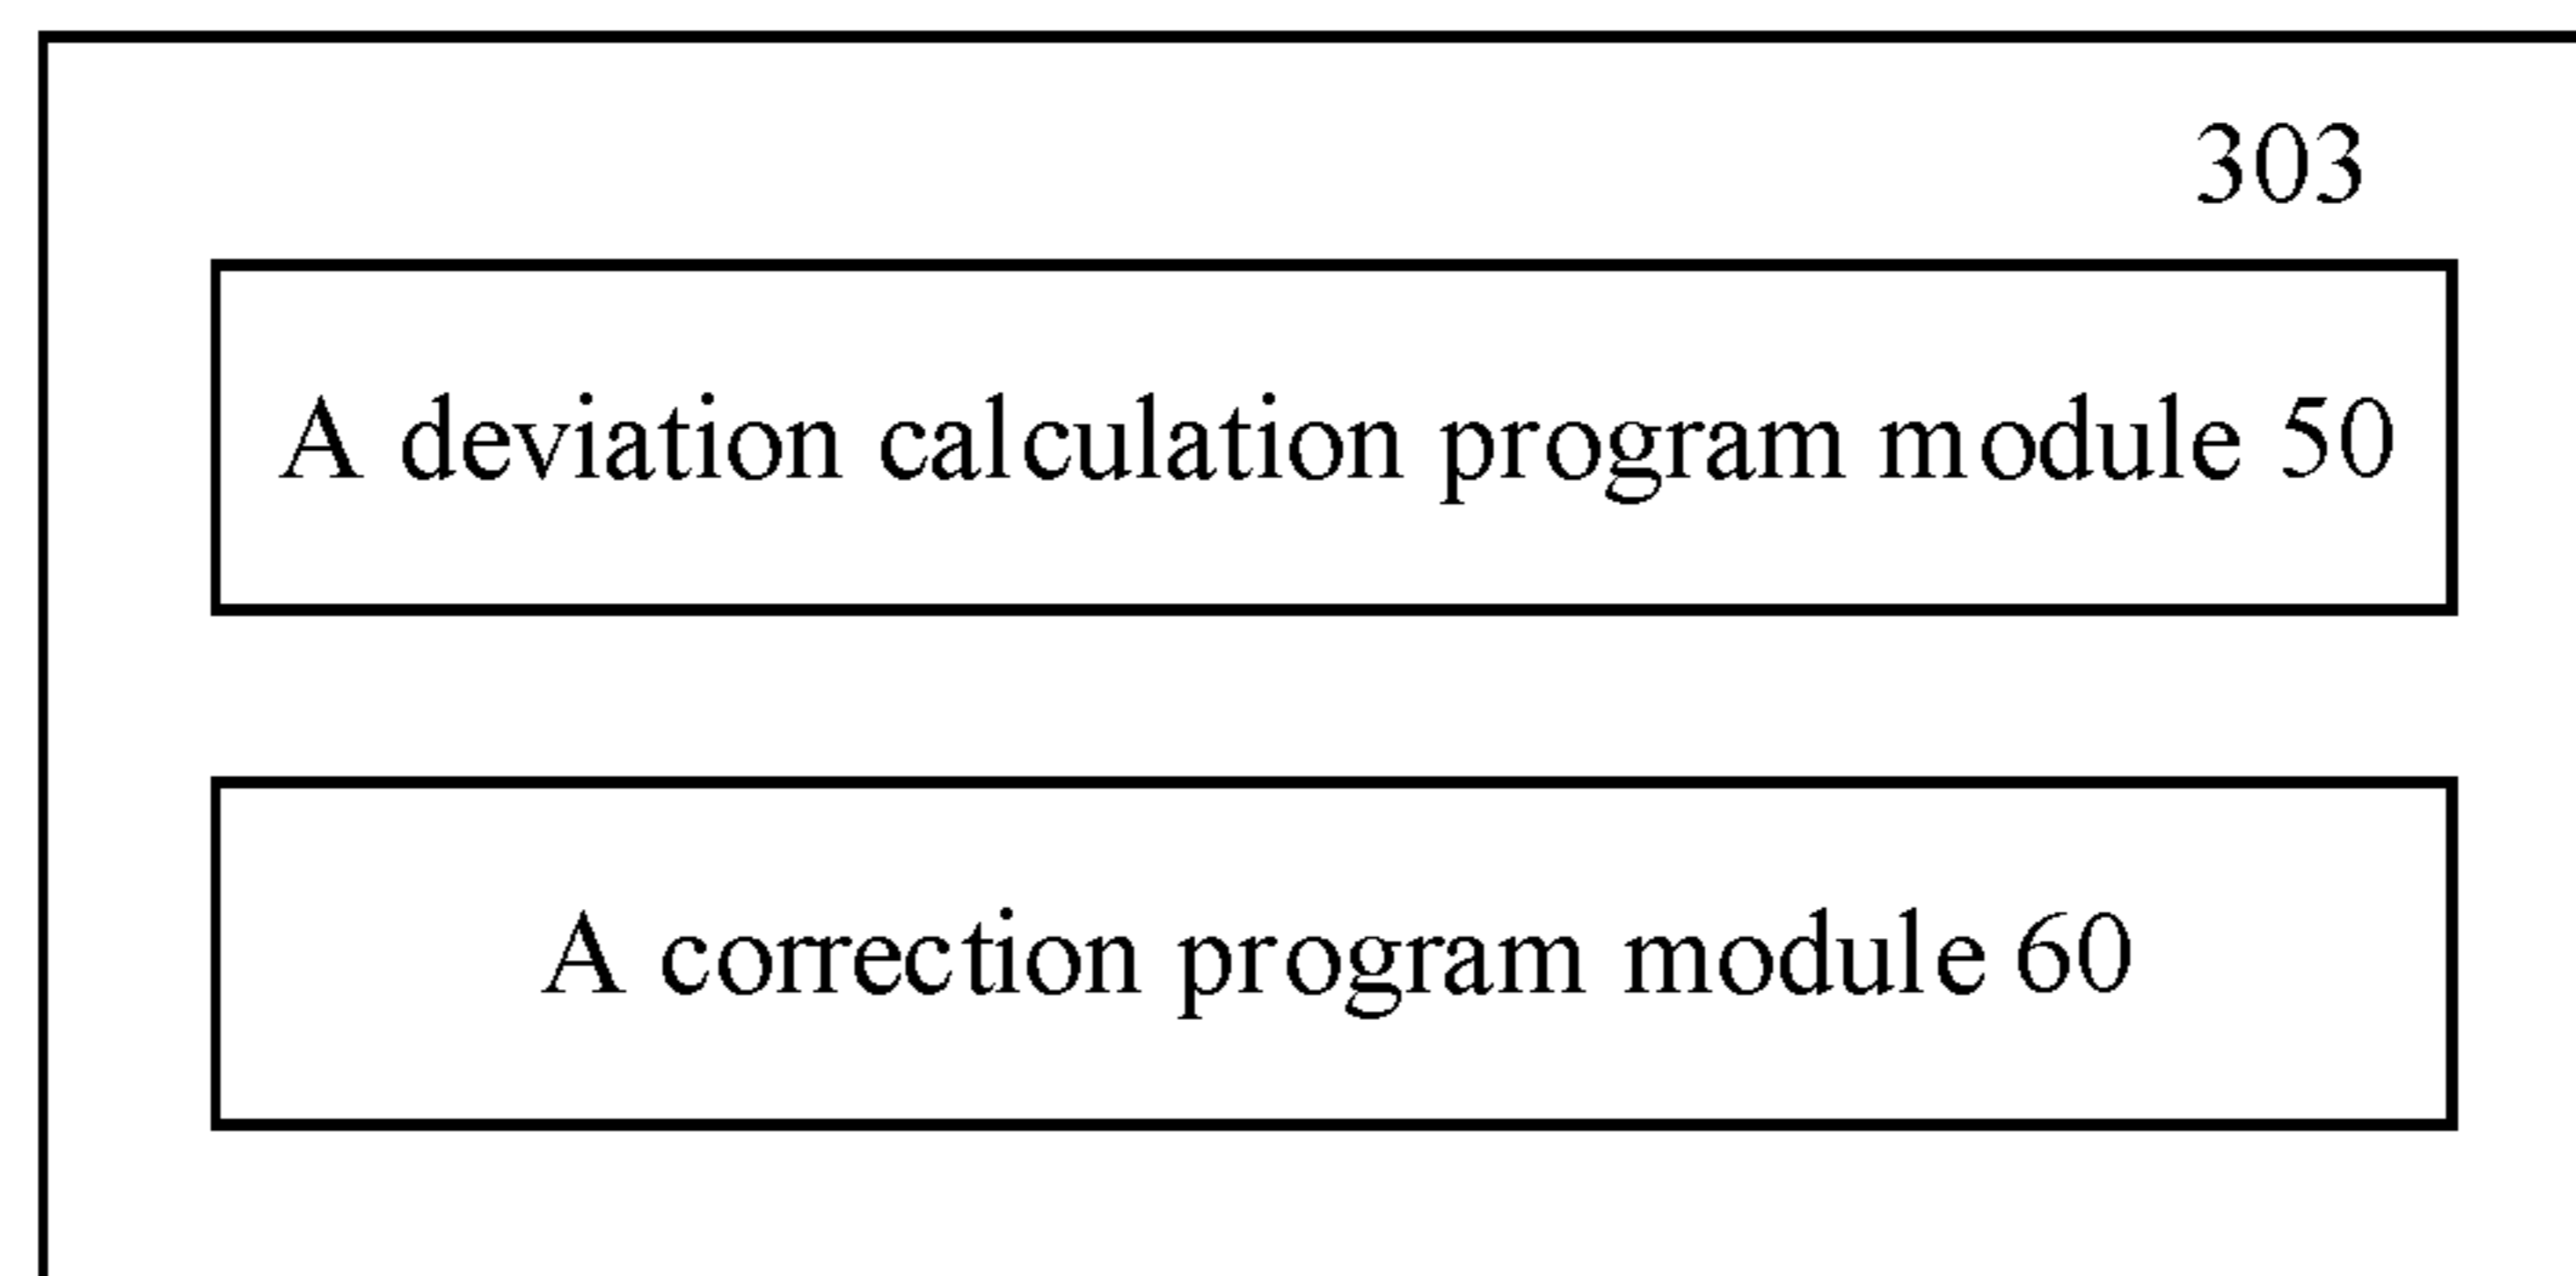 303
A deviation calculation program module 50
A correction program module 60